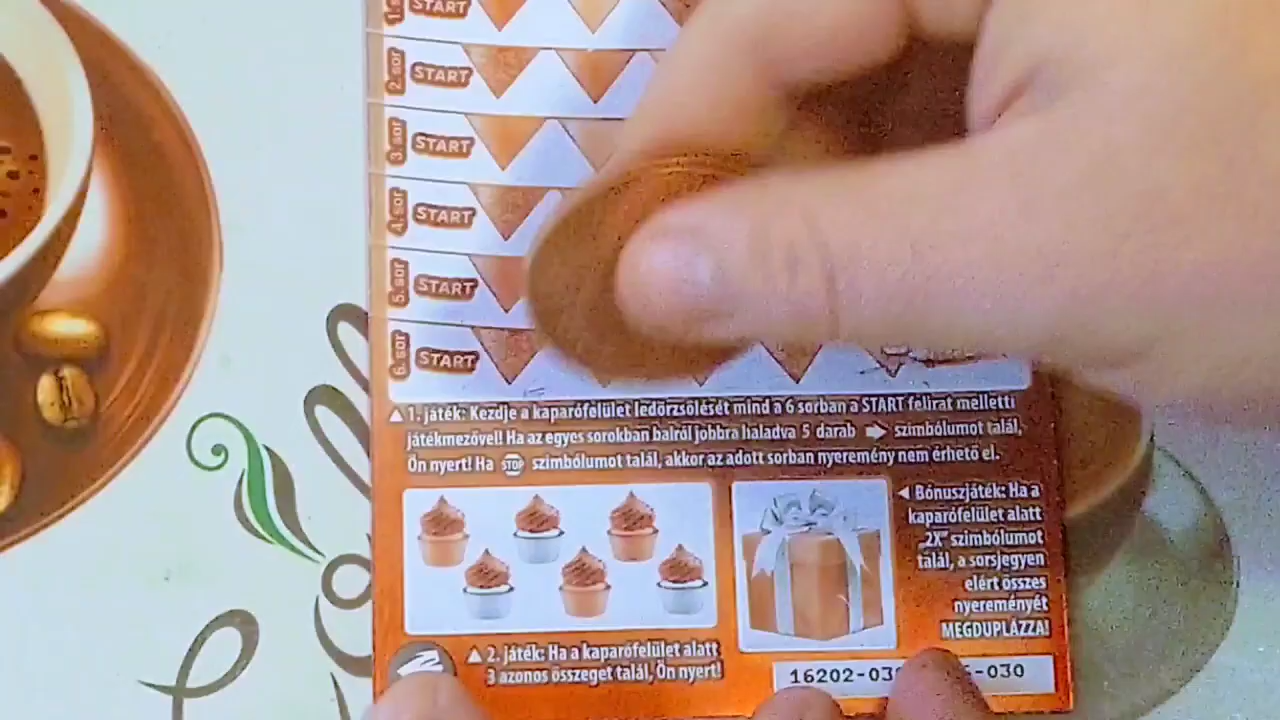 START
2. sor START
3. sor START
4. sor START
5. sor START
6. sor START
1. játék: Kezdje a kaparófelület ledörzsölését mind a 6 sorban a START felirat melletti
játékmezővel! Ha az egyes sorokban balról jobbra haladva 5 darab szimbólumot talál,
Ön nyert! Ha STOP szimbólumot talál, akkor az adott sorban nyeremény nem érhető el.
Bónuszjáték: Ha a
kaparófelület alatt
„2X” szimbólumot
talál, a sorsjegyen
elért összes
nyereményét
MEGDUPLÁZZA!
2. játék: Ha a kaparófelület alatt
3 azonos összeget talál, Ön nyert!
16202-03 -030